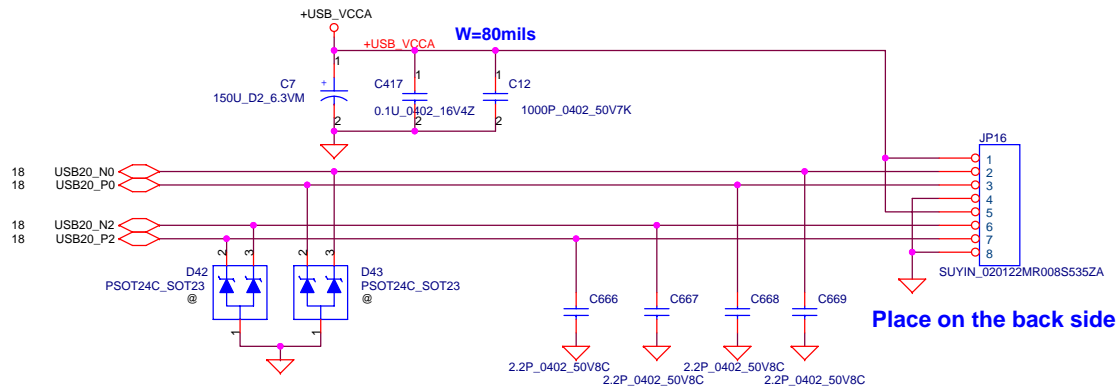 +USB_VCCA
+USB_VCCA
W=80mils
1
C7
+
150U_D2_6.3VM
2
1
C417
0.1U_0402_16V4Z
2
1
C12
1000P_0402_50V7K
2
JP16
18 USB20_N0
18 USB20_P0
18 USB20_N2
18 USB20_P2
1
2
3
4
5
6
7
8
SUYIN_020122MR008S535ZA
2
3
D42
PSOT24C_SOT23
@
1
2
3
D43
PSOT24C_SOT23
@
1
C666
C667
C668
C669
Place on the back side
2.2P_0402_50V8C
2.2P_0402_50V8C
2.2P_0402_50V8C
2.2P_0402_50V8C